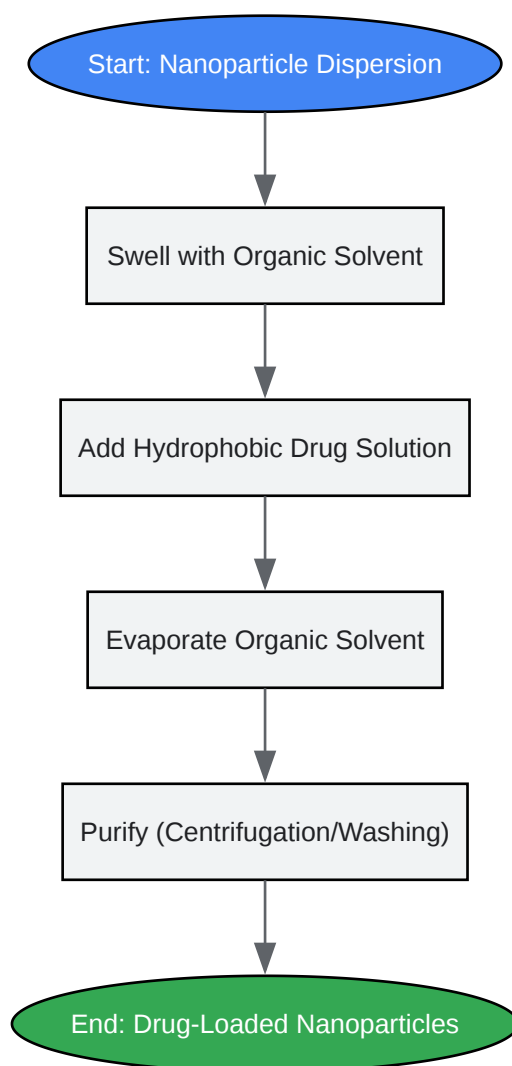 Start: Nanoparticle Dispersion
Swell with Organic Solvent
Add Hydrophobic Drug Solution
Evaporate Organic Solvent
Purify (Centrifugation/Washing)
End: Drug-Loaded Nanoparticles